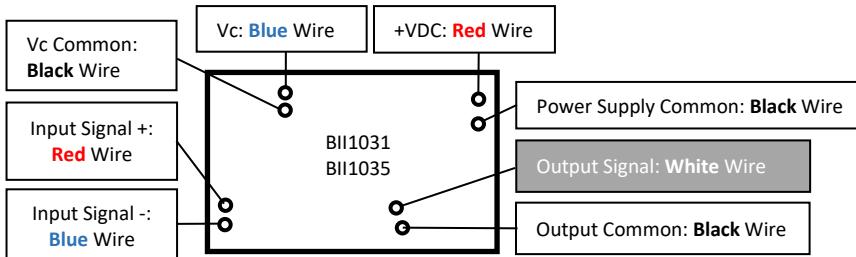 Vc: Blue Wire
+VDC: Red Wire
Vc Common:
Black Wire
Power Supply Common: Black Wire
Input Signal +:
Red Wire
BII1031
BII1035
Output Signal: White Wire
Input Signal -:
Blue Wire
Output Common: Black Wire